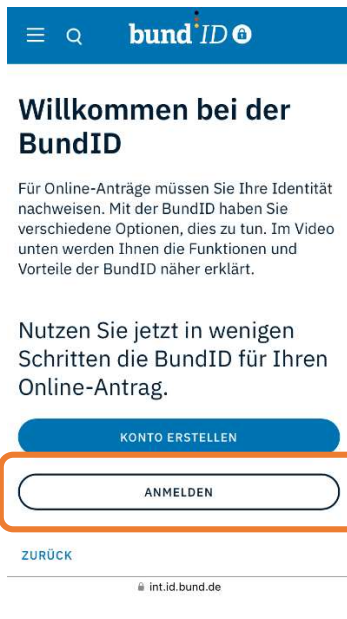 bund ID
Willkommen bei der
BundID
Für Online-Anträge müssen Sie Ihre Identität
nachweisen. Mit der BundID haben Sie
verschiedene Optionen, dies zu tun. Im Video
unten werden Ihnen die Funktionen und
Vorteile der BundID näher erklärt.
Nutzen Sie jetzt in wenigen
Schritten die BundID für Ihren
Online-Antrag.
KONTO ERSTELLEN
ANMELDEN
ZURÜCK
int.id.bund.de